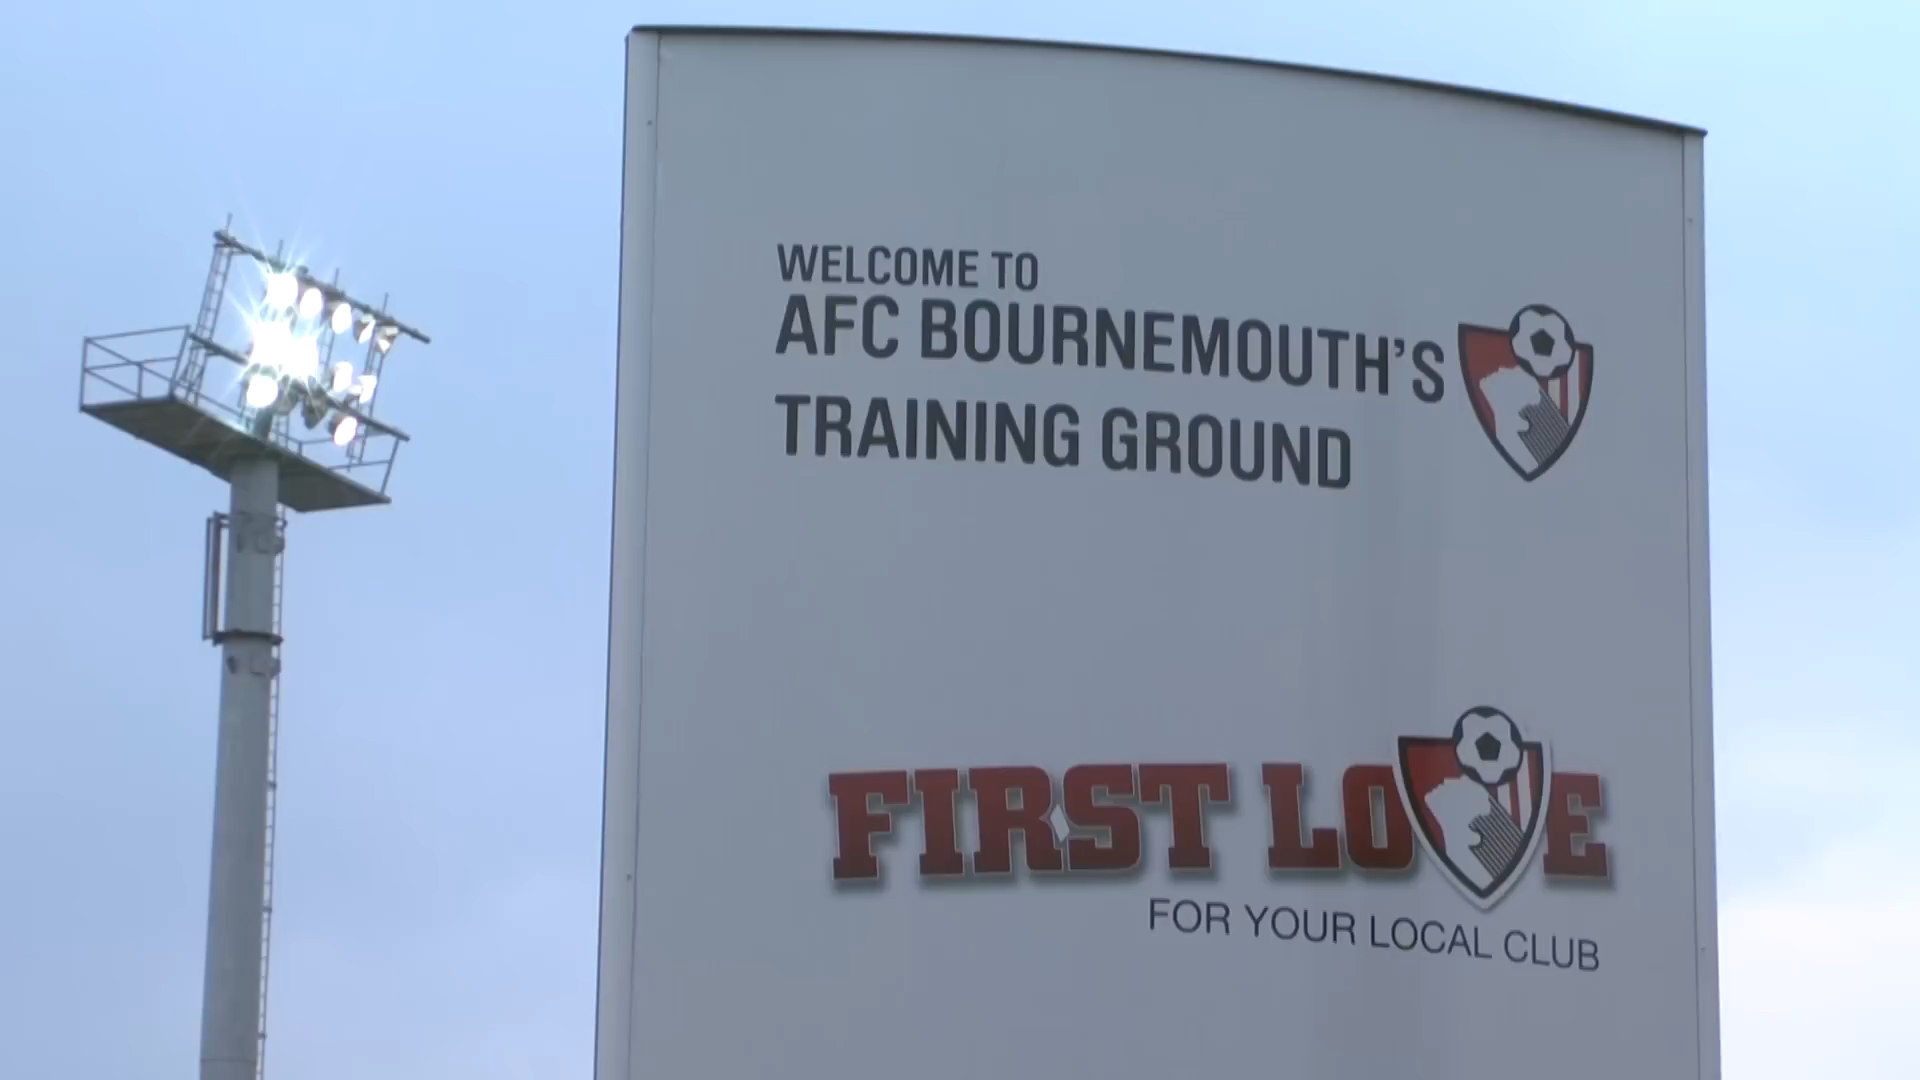 WELCOME TO
AFC BOURNEMOUTH'S
TRAINING GROUND
FIRST LOVE
FOR YOUR LOCAL CLUB